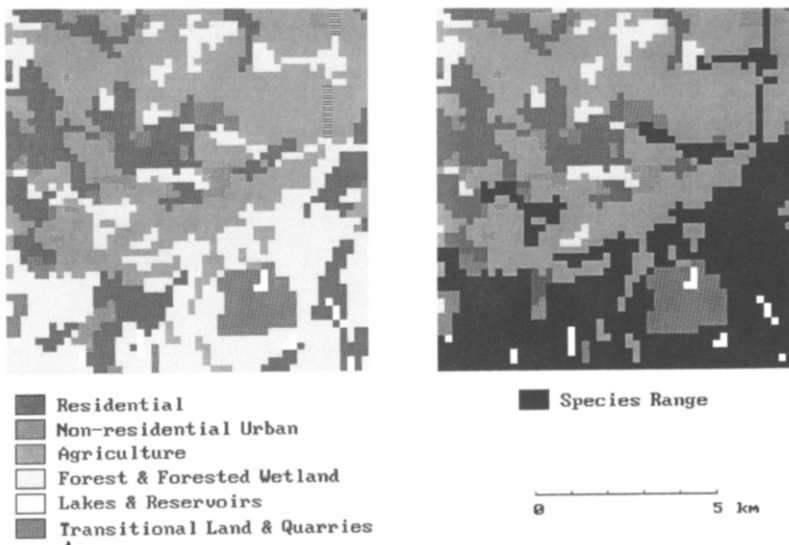 Residential
Non-residential Urban
Agriculture
Forest & Forested Wetland
Lakes & Reservoirs
Transitional Land & Quarries
Species Range
0 5 km